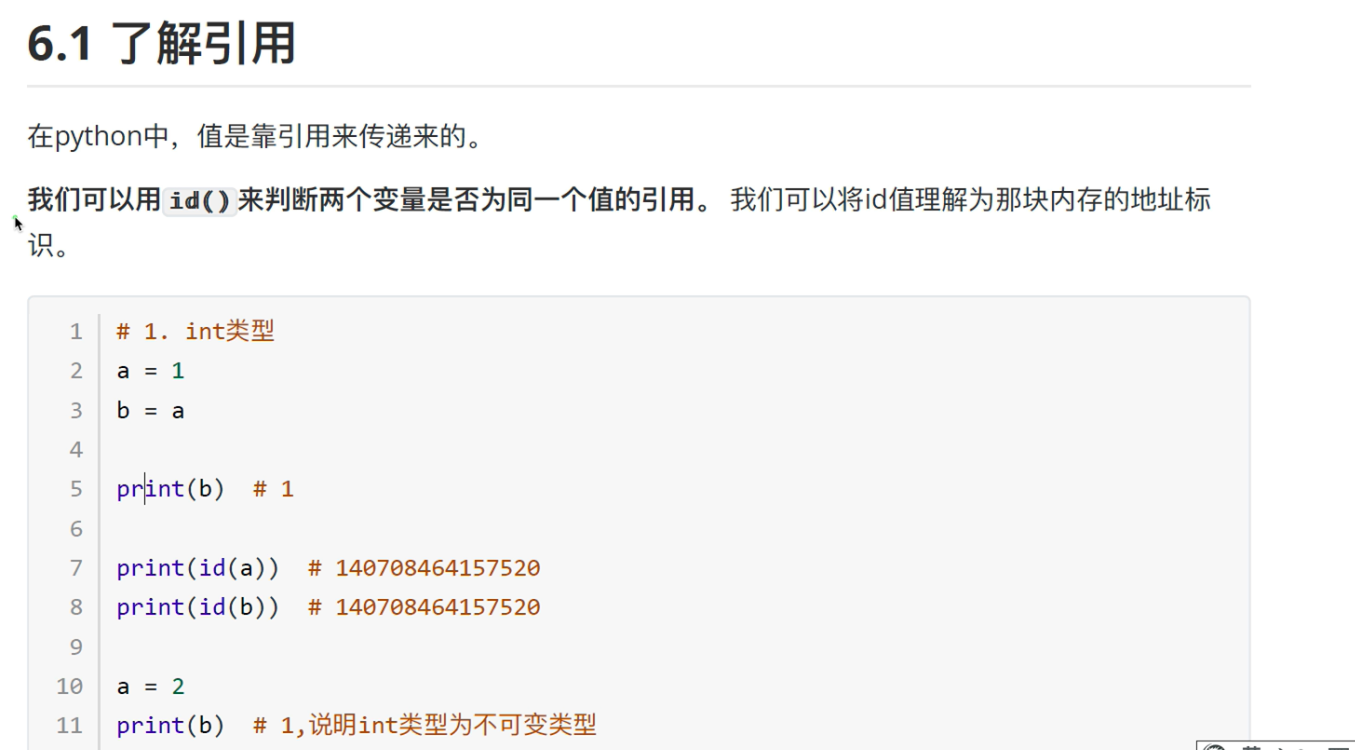 6.1 了解引用
在python中，值是靠引用来传递来的。
我们可以用id()来判断两个变量是否为同一个值的引用。 我们可以将id值理解为那块内存的地址标
识。
1 # 1. int类型
2 a = 1
3 b = a
4
5 print(b)  # 1
6
7 print(id(a))  # 140708464157520
8 print(id(b))  # 140708464157520
9
10 a = 2
11 print(b)  # 1,说明int类型为不可变类型